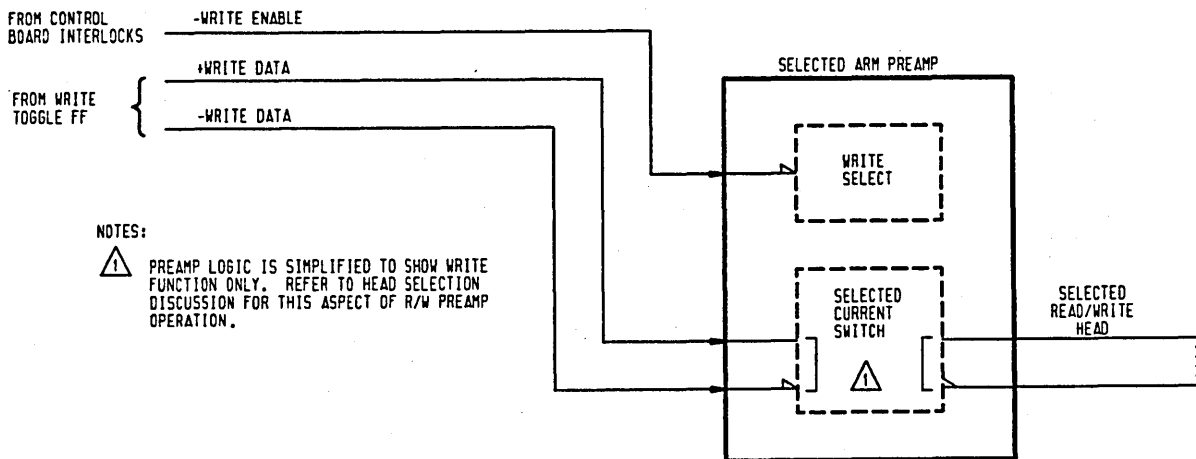 FROM CONTROL
BOARD INTERLOCKS
-WRITE ENABLE
+WRITE DATA
FROM WRITE
TOGGLE FF
-WRITE DATA
SELECTED ARM PREAMP
WRITE
SELECT
NOTES:
1 PREAMP LOGIC IS SIMPLIFIED TO SHOW WRITE
FUNCTION ONLY. REFER TO HEAD SELECTION
DISCUSSION FOR THIS ASPECT OF R/W PREAMP
OPERATION.
SELECTED
CURRENT
SWITCH
1
SELECTED
READ/WRITE
HEAD